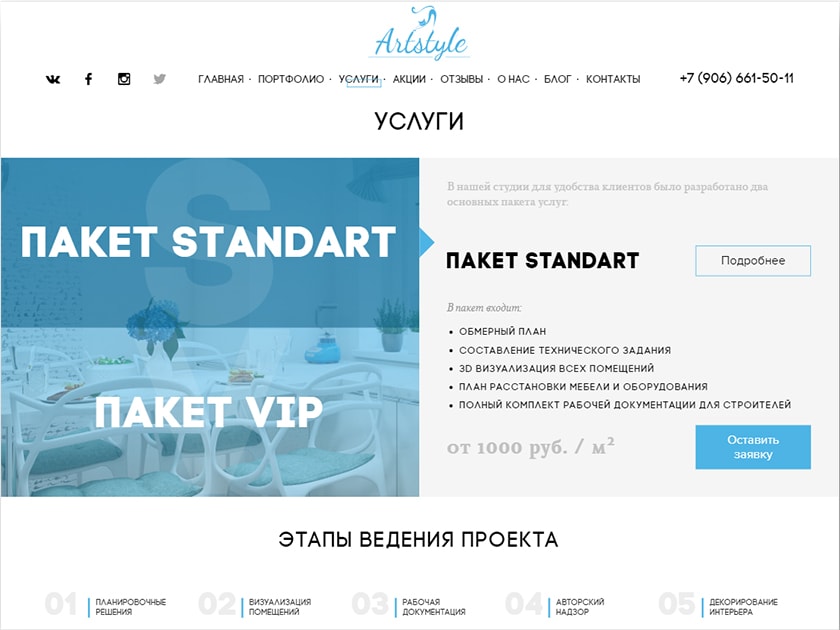 Artstyle
ГЛАВНАЯ · ПОРТФОЛИО · УСЛУГИ · АКЦИИ · ОТЗЫВЫ · О НАС · БЛОГ · КОНТАКТЫ
+7 (906) 661-50-11
УСЛУГИ
S
ПАКЕТ STANDART
V
ПАКЕТ VIP
В нашей студии для удобства клиентов было разработано два
основных пакета услуг:
ПАКЕТ STANDART
Подробнее
В пакет входит:
• ОБМЕРНЫЙ ПЛАН
• СОСТАВЛЕНИЕ ТЕХНИЧЕСКОГО ЗАДАНИЯ
• 3D ВИЗУАЛИЗАЦИЯ ВСЕХ ПОМЕЩЕНИЙ
• ПЛАН РАССТАНОВКИ МЕБЕЛИ И ОБОРУДОВАНИЯ
• ПОЛНЫЙ КОМПЛЕКТ РАБОЧЕЙ ДОКУМЕНТАЦИИ ДЛЯ СТРОИТЕЛЕЙ
от 1000 руб. / м²
Оставить
заявку
ЭТАПЫ ВЕДЕНИЯ ПРОЕКТА
01
ПЛАНИРОВОЧНЫЕ
РЕШЕНИЯ
02
ВИЗУАЛИЗАЦИЯ
ПОМЕЩЕНИЙ
03
РАБОЧАЯ
ДОКУМЕНТАЦИЯ
04
АВТОРСКИЙ
НАДЗОР
05
ДЕКОРИРОВАНИЕ
ИНТЕРЬЕРА